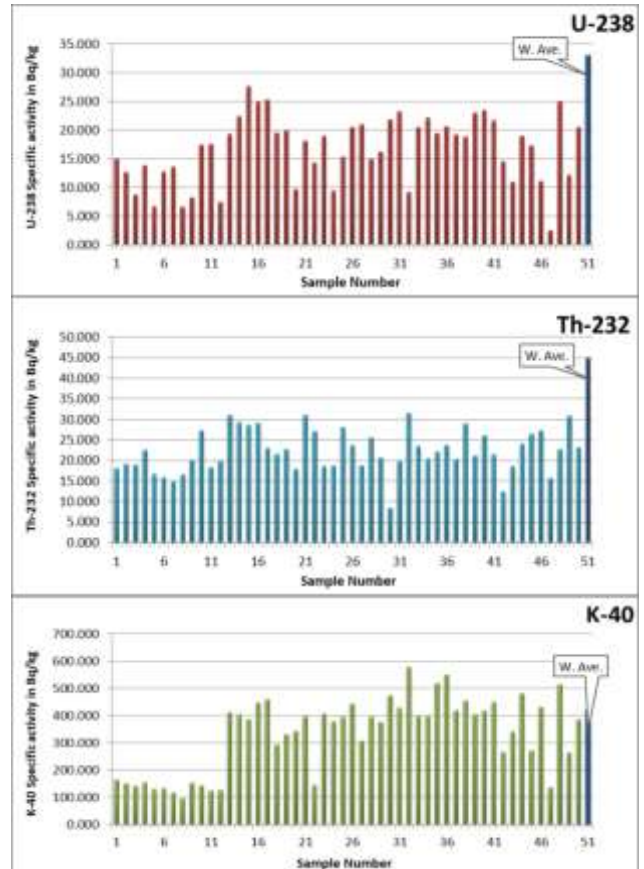 U-238
W. Ave.
U-238 Specific activity in Bq/kg
35.000
30.000
25.000
20.000
15.000
10.000
5.000
0.000
1 6 11 16 21 26 31 36 41 46 51
Sample Number
Th-232
W. Ave.
Th-232 Specific activity in Bq/kg
50.000
45.000
40.000
35.000
30.000
25.000
20.000
15.000
10.000
5.000
0.000
1 6 11 16 21 26 31 36 41 46 51
Sample Number
K-40
W. Ave.
K-40 Specific activity in Bq/kg
700.000
600.000
500.000
400.000
300.000
200.000
100.000
0.000
1 6 11 16 21 26 31 36 41 46 51
Sample Number